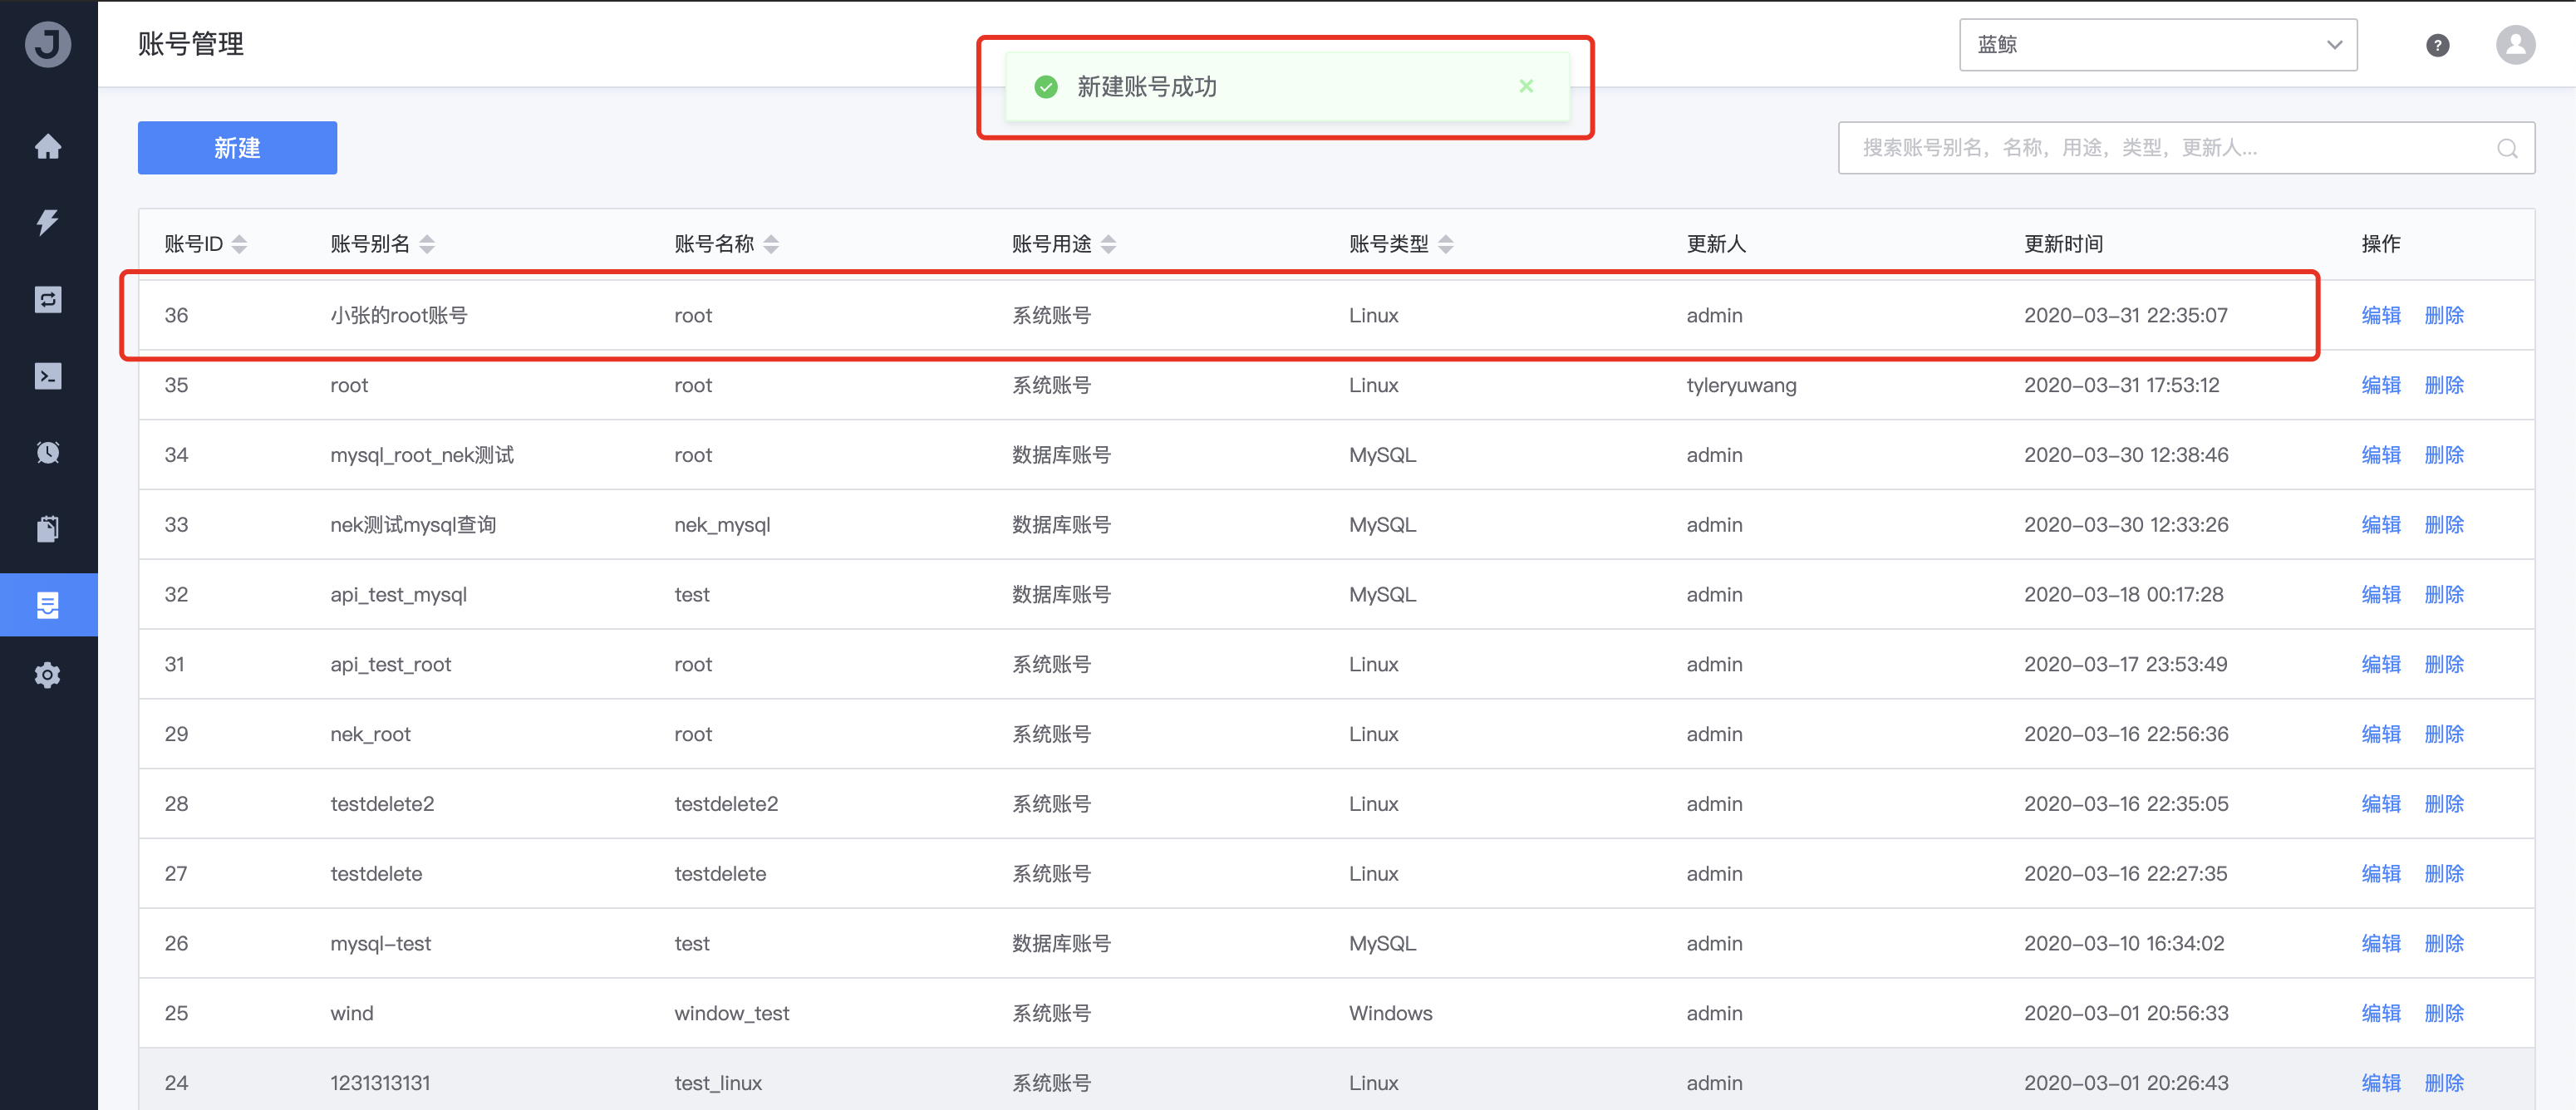 J
账号管理
新建账号成功
蓝鲸
?
新建
搜索账号别名，名称，用途，类型，更新人...
账号ID 账号别名 账号名称 账号用途 账号类型 更新人 更新时间 操作
36 小张的root账号 root 系统账号 Linux admin 2020-03-31 22:35:07 编辑 删除
35 root root 系统账号 Linux tyleryuwang 2020-03-31 17:53:12 编辑 删除
34 mysql_root_nek测试 root 数据库账号 MySQL admin 2020-03-30 12:38:46 编辑 删除
33 nek测试mysql查询 nek_mysql 数据库账号 MySQL admin 2020-03-30 12:33:26 编辑 删除
32 api_test_mysql test 数据库账号 MySQL admin 2020-03-18 00:17:28 编辑 删除
31 api_test_root root 系统账号 Linux admin 2020-03-17 23:53:49 编辑 删除
29 nek_root root 系统账号 Linux admin 2020-03-16 22:56:36 编辑 删除
28 testdelete2 testdelete2 系统账号 Linux admin 2020-03-16 22:35:05 编辑 删除
27 testdelete testdelete 系统账号 Linux admin 2020-03-16 22:27:35 编辑 删除
26 mysql-test test 数据库账号 MySQL admin 2020-03-10 16:34:02 编辑 删除
25 wind window_test 系统账号 Windows admin 2020-03-01 20:56:33 编辑 删除
24 1231313131 test_linux 系统账号 Linux admin 2020-03-01 20:26:43 编辑 删除